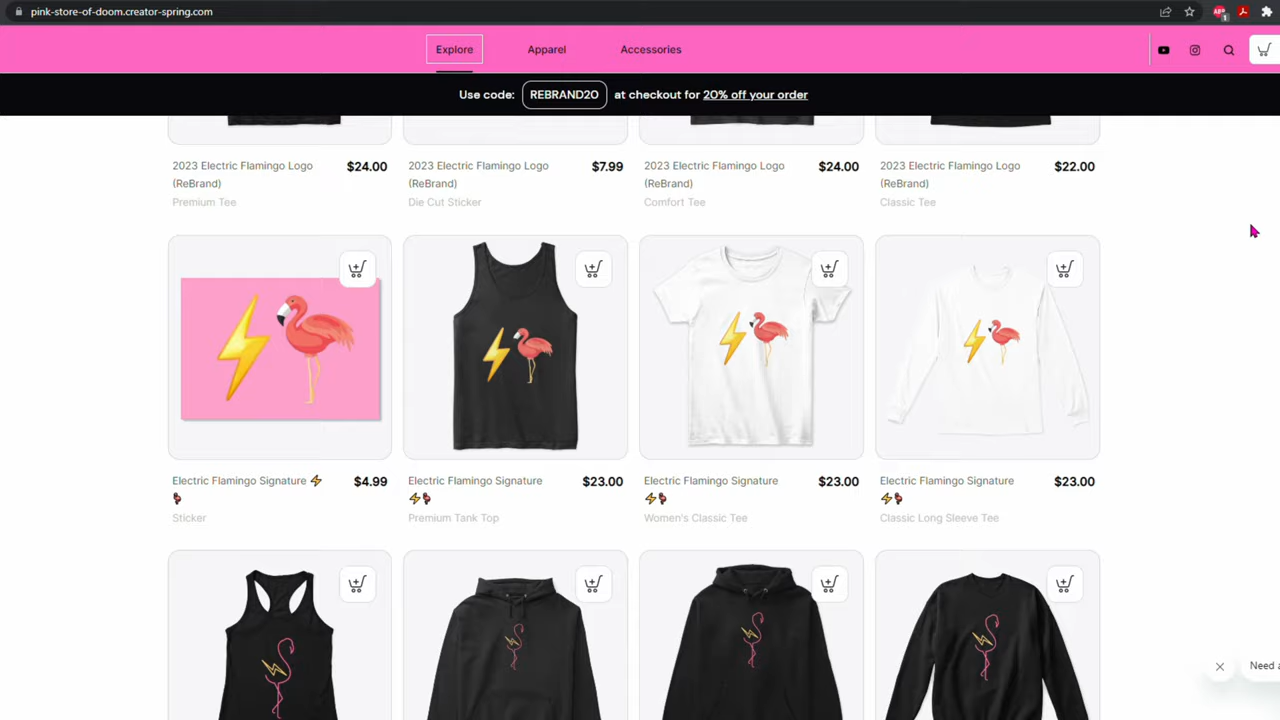 pink-store-of-doom.creator-spring.com
Explore Apparel Accessories
Use code: REBRAND20 at checkout for 20% off your order
2023 Electric Flamingo Logo (ReBrand) $24.00
Premium Tee
2023 Electric Flamingo Logo (ReBrand) $7.99
Die Cut Sticker
2023 Electric Flamingo Logo (ReBrand) $24.00
Comfort Tee
2023 Electric Flamingo Logo (ReBrand) $22.00
Classic Tee
Electric Flamingo Signature ⚡🦩 $4.99
Sticker
Electric Flamingo Signature ⚡🦩 $23.00
Premium Tank Top
Electric Flamingo Signature ⚡🦩 $23.00
Women's Classic Tee
Electric Flamingo Signature ⚡🦩 $23.00
Classic Long Sleeve Tee
Need